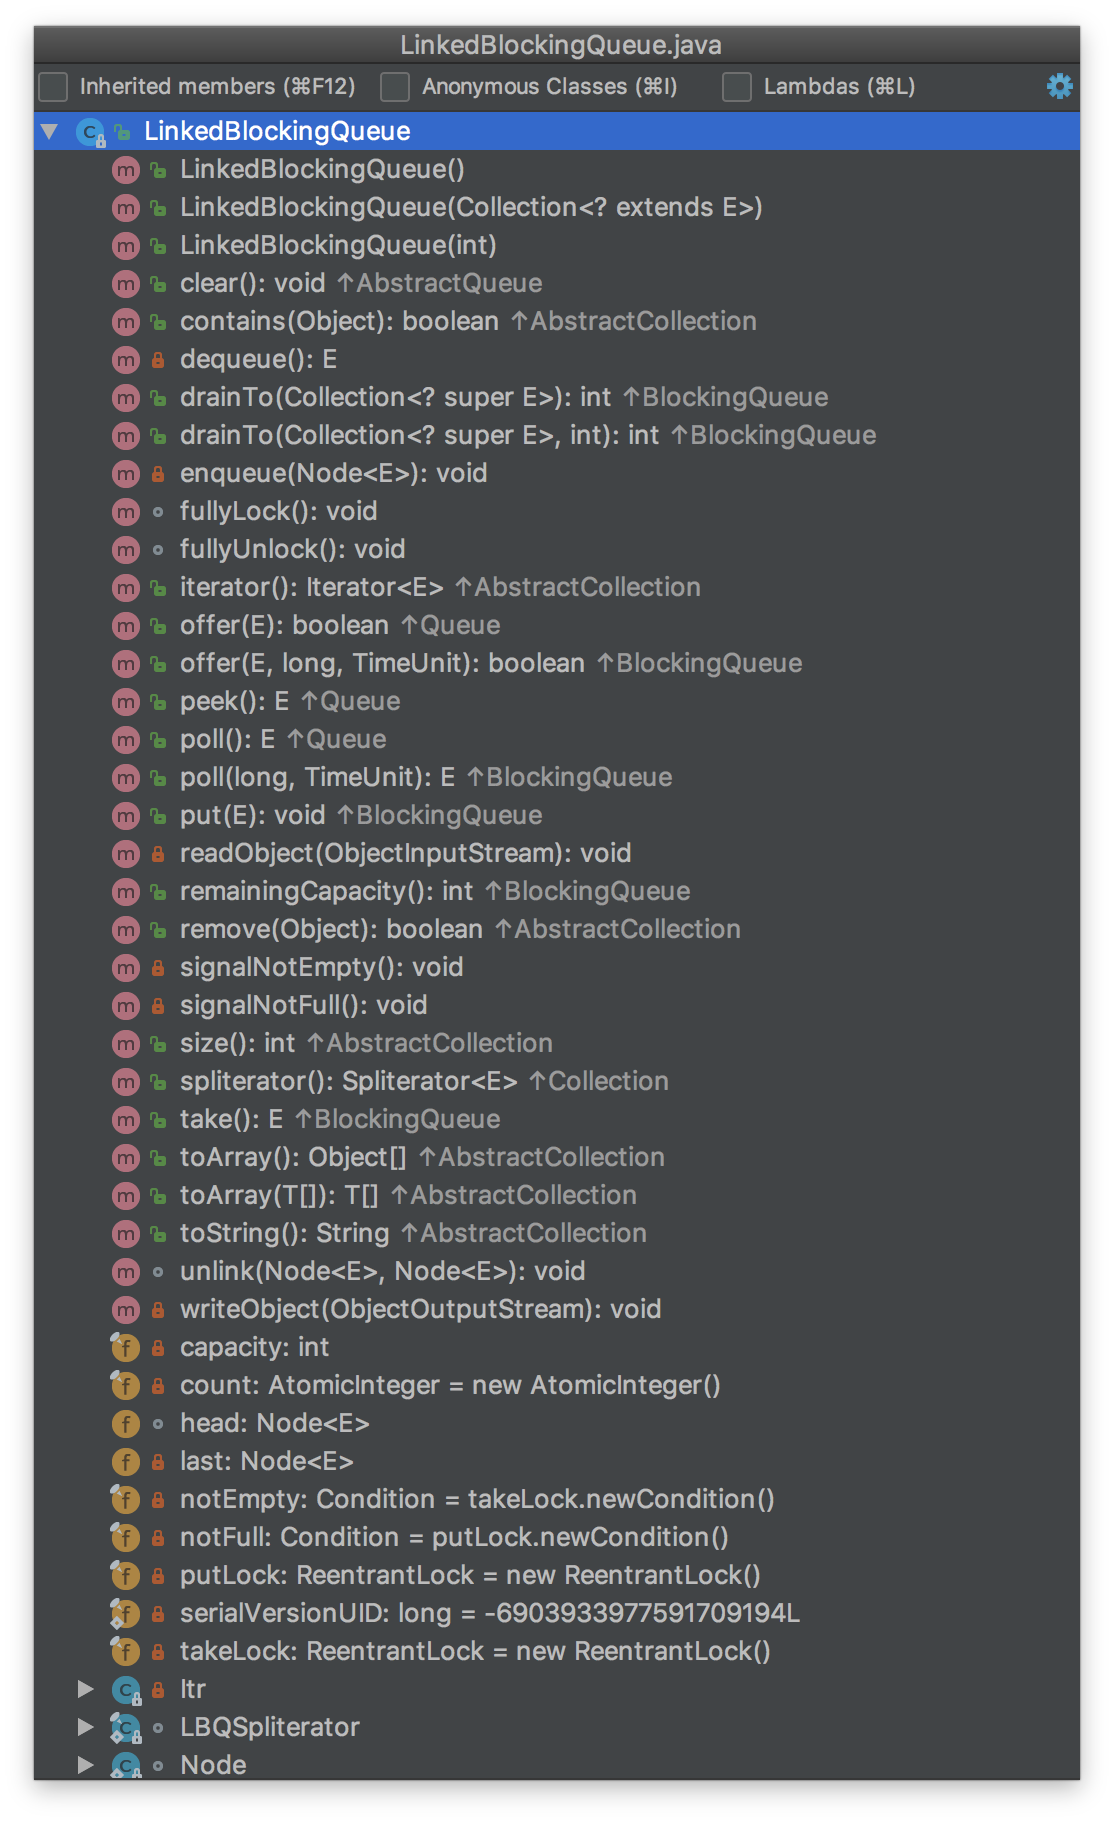 LinkedBlockingQueue.java
Inherited members (⌘F12) Anonymous Classes (⌘I) Lambdas (⌘L)
LinkedBlockingQueue
LinkedBlockingQueue()
LinkedBlockingQueue(Collection<? extends E>)
LinkedBlockingQueue(int)
clear(): void ↑AbstractQueue
contains(Object): boolean ↑AbstractCollection
dequeue(): E
drainTo(Collection<? super E>): int ↑BlockingQueue
drainTo(Collection<? super E>, int): int ↑BlockingQueue
enqueue(Node<E>): void
fullyLock(): void
fullyUnlock(): void
iterator(): Iterator<E> ↑AbstractCollection
offer(E): boolean ↑Queue
offer(E, long, TimeUnit): boolean ↑BlockingQueue
peek(): E ↑Queue
poll(): E ↑Queue
poll(long, TimeUnit): E ↑BlockingQueue
put(E): void ↑BlockingQueue
readObject(ObjectInputStream): void
remainingCapacity(): int ↑BlockingQueue
remove(Object): boolean ↑AbstractCollection
signalNotEmpty(): void
signalNotFull(): void
size(): int ↑AbstractCollection
spliterator(): Spliterator<E> ↑Collection
take(): E ↑BlockingQueue
toArray(): Object[] ↑AbstractCollection
toArray(T[]): T[] ↑AbstractCollection
toString(): String ↑AbstractCollection
unlink(Node<E>, Node<E>): void
writeObject(ObjectOutputStream): void
capacity: int
count: AtomicInteger = new AtomicInteger()
head: Node<E>
last: Node<E>
notEmpty: Condition = takeLock.newCondition()
notFull: Condition = putLock.newCondition()
putLock: ReentrantLock = new ReentrantLock()
serialVersionUID: long = -6903933977591709194L
takeLock: ReentrantLock = new ReentrantLock()
Itr
LBQSpliterator
Node